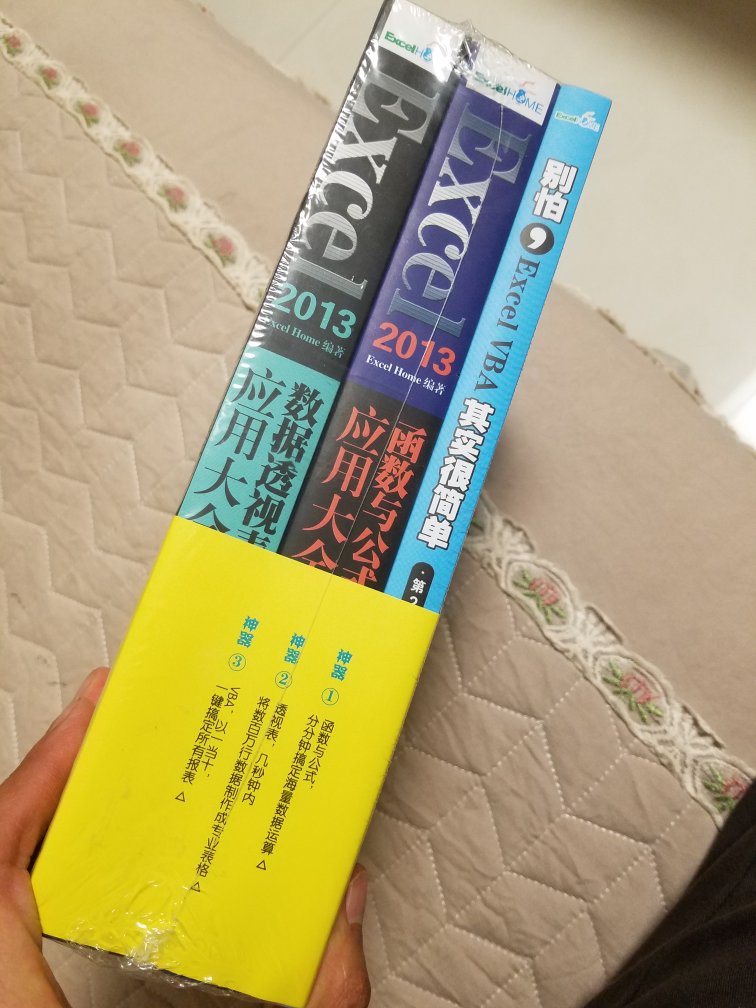 ExcelHOME
Excel
2013
Excel Home 编著
数据透视表
应用大全
ExcelHOME
Excel
2013
Excel Home 编著
函数与公式
应用大全
ExcelHOME
别怕,Excel VBA 其实很简单
·第2
神器①
函数与公式,
分分钟搞定海量数据运算 △
神器②
透视表,几秒钟内
将数百万行数据制作成专业表格 △
神器③
VBA,以一当十,
一键搞定所有报表 △